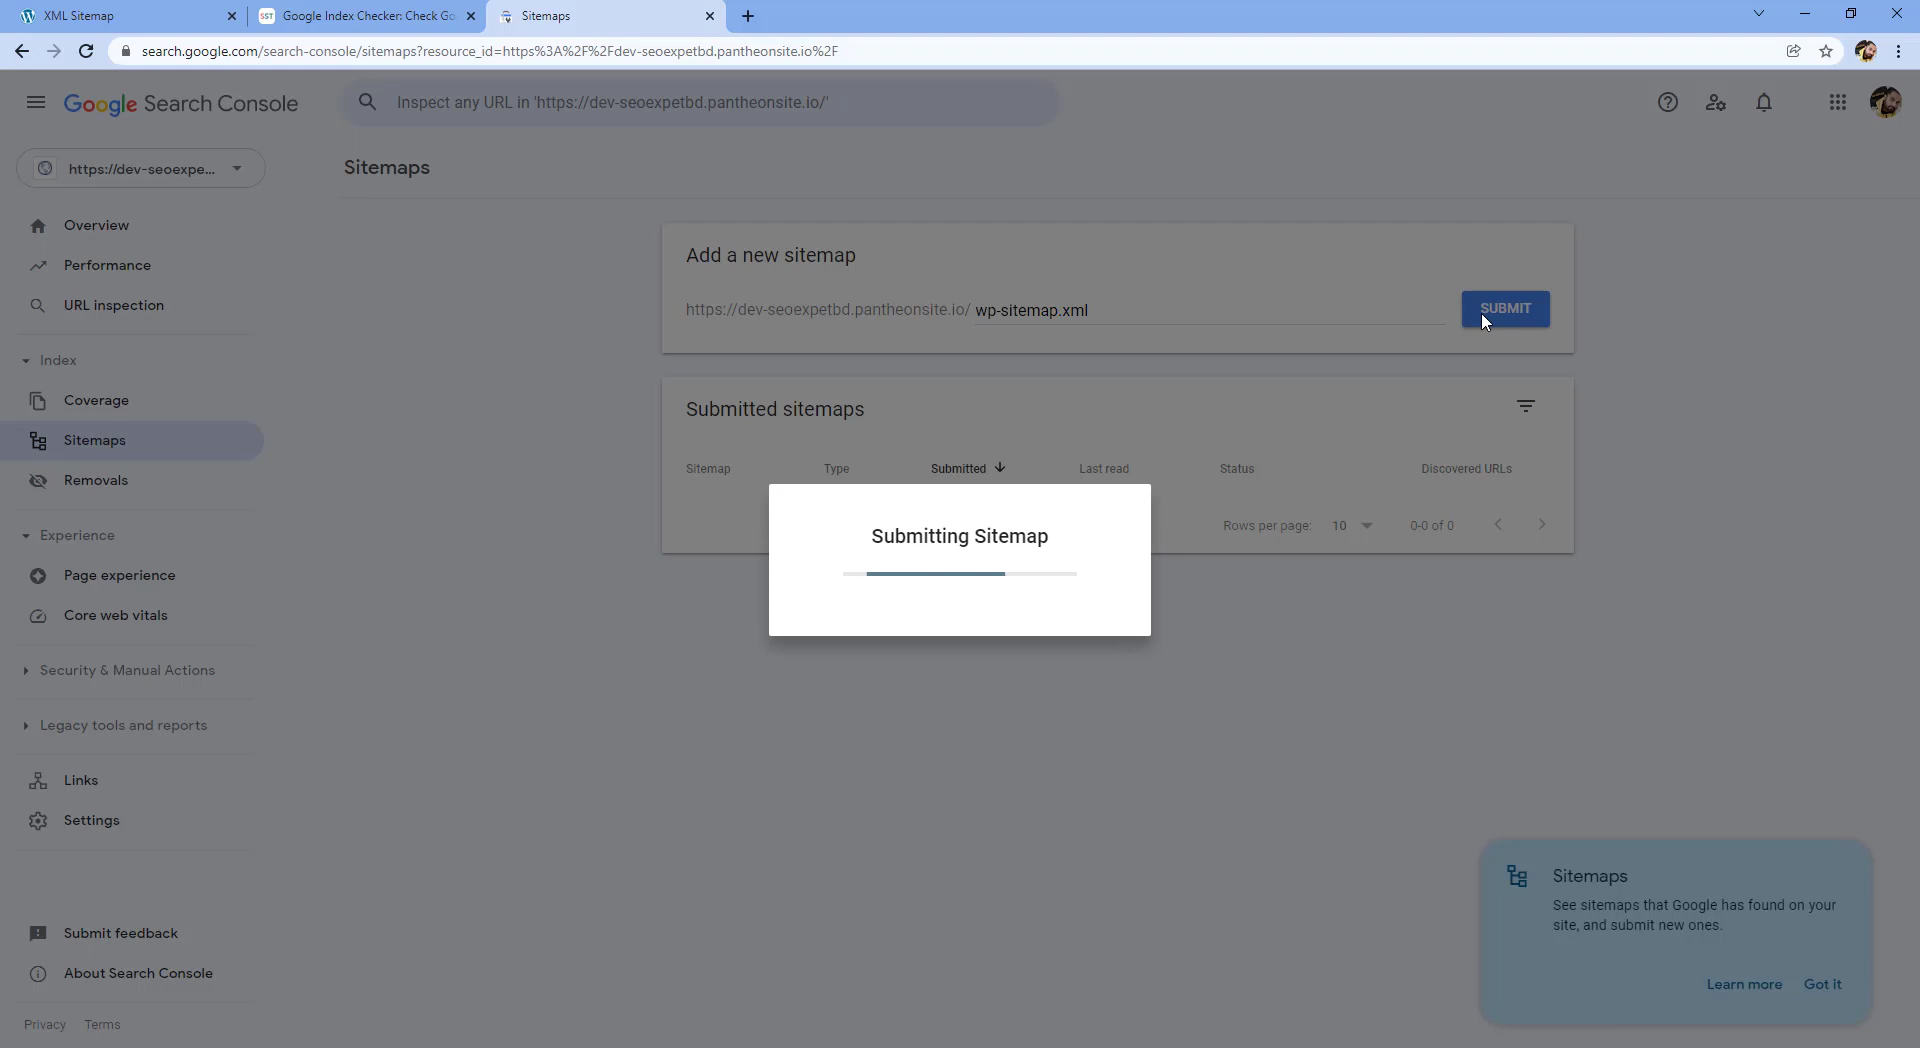 XML Sitemap
SST
Google Index Checker: Check Go
Sitemaps
search.google.com/search-console/sitemaps?resource_id=https%3A%2F%2Fdev-seoexpetbd.pantheonsite.io%2F
Google Search Console
Inspect any URL in 'https://dev-seoexpetbd.pantheonsite.io/'
https://dev-seoexpe...
Sitemaps
Overview
Performance
URL inspection
Index
Coverage
Sitemaps
Removals
Experience
Page experience
Core web vitals
Security & Manual Actions
Legacy tools and reports
Links
Settings
Submit feedback
About Search Console
Privacy Terms
Add a new sitemap
https://dev-seoexpetbd.pantheonsite.io/ wp-sitemap.xml
SUBMIT
Submitted sitemaps
Sitemap Type Submitted Last read Status Discovered URLs
Rows per page: 10 0-0 of 0
Submitting Sitemap
Sitemaps
See sitemaps that Google has found on your
site, and submit new ones.
Learn more Got it